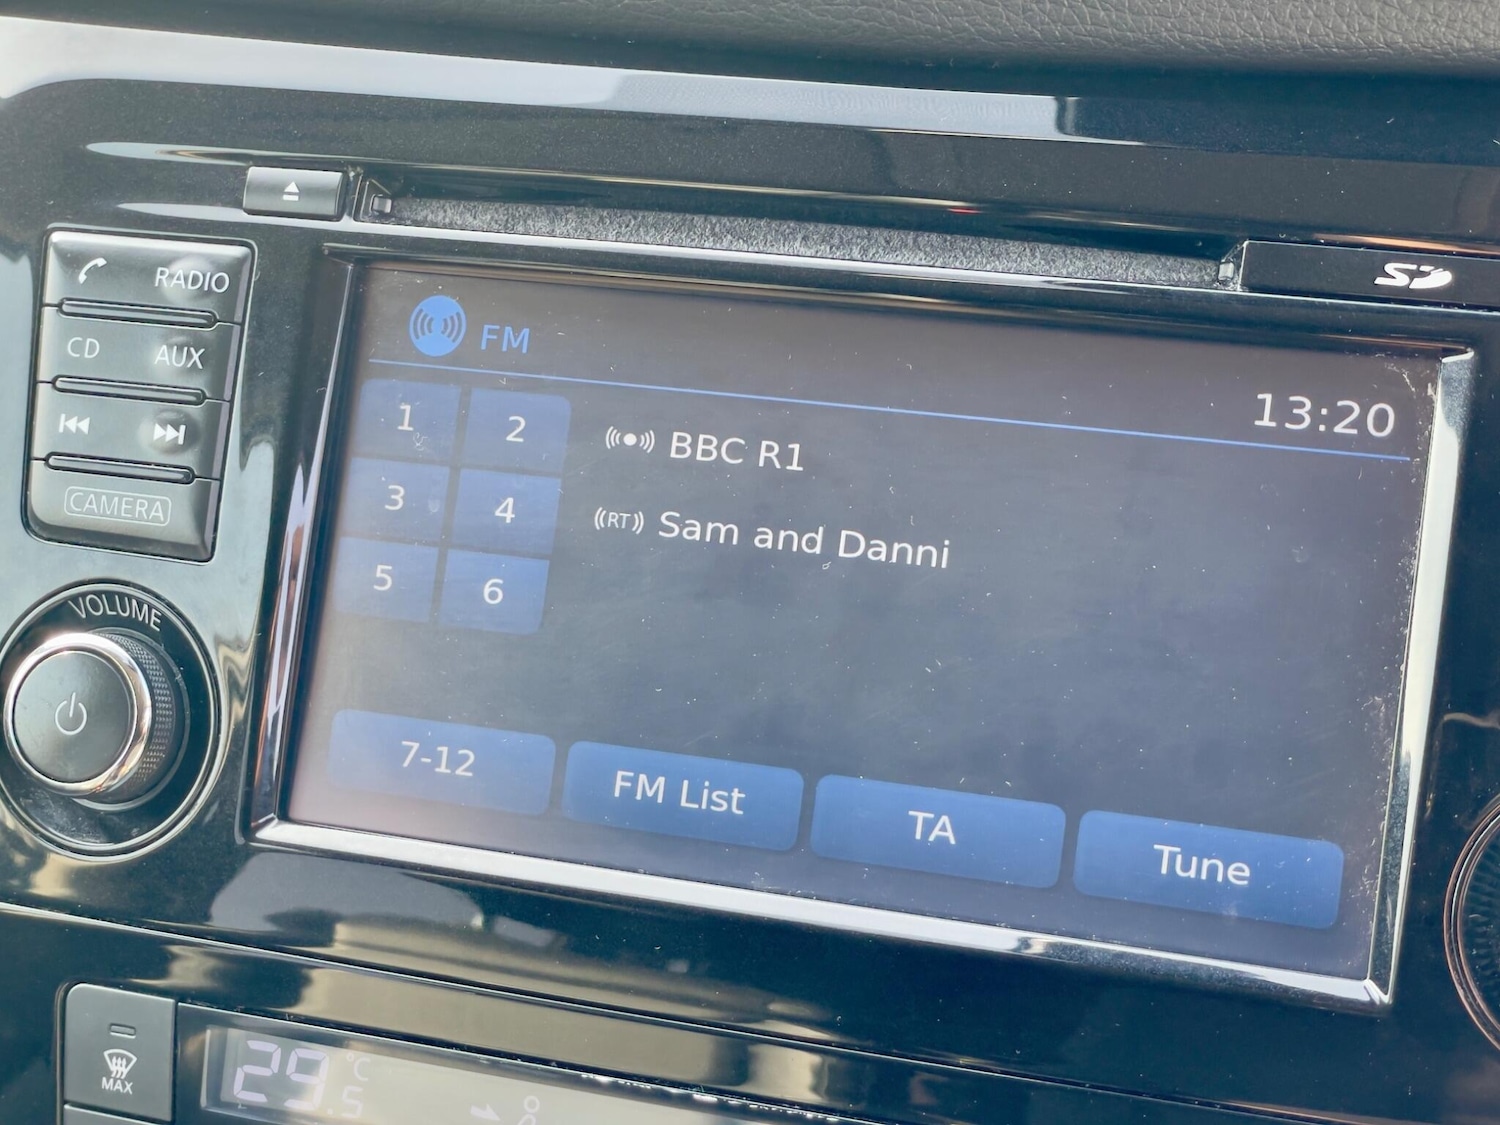 RADIO
CD AUX
CAMERA
VOLUME
SD
FM
13:20
1 2
BBC R1
3 4
RT Sam and Danni
5 6
7-12 FM List TA Tune
MAX
29.5 °C